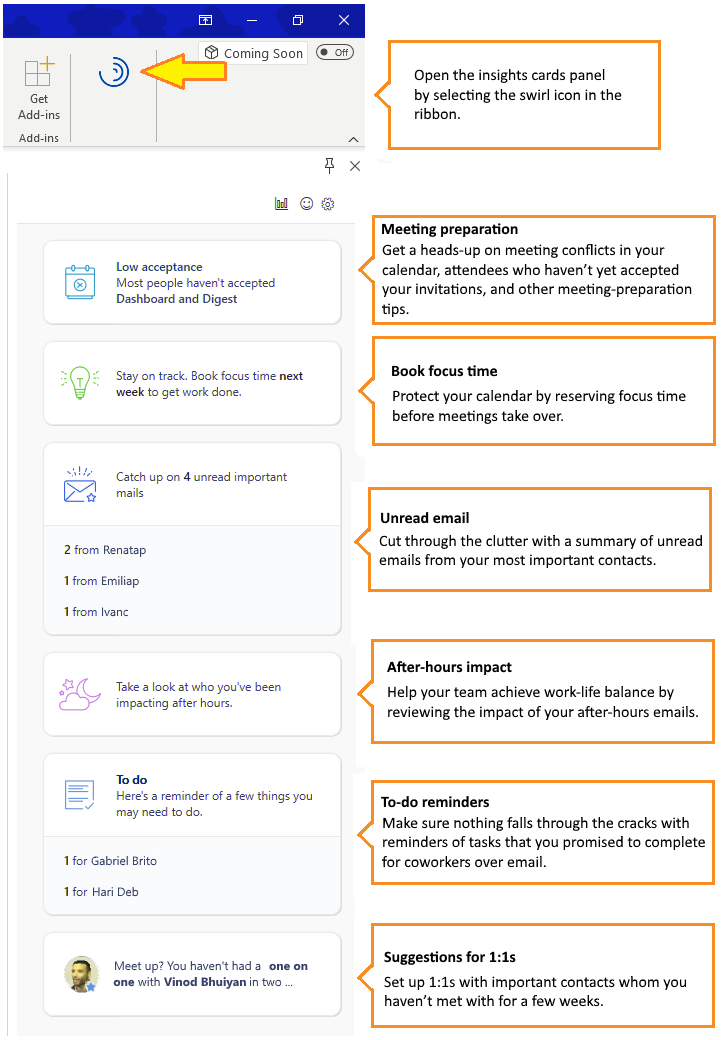 Coming Soon
Off
Get
Add-ins
Add-ins
Open the insights cards panel
by selecting the swirl icon in the
ribbon.
Low acceptance
Most people haven't accepted
Dashboard and Digest
Meeting preparation
Get a heads-up on meeting conflicts in your
calendar, attendees who haven’t yet accepted
your invitations, and other meeting-preparation
tips.
Stay on track. Book focus time next
week to get work done.
Book focus time
Protect your calendar by reserving focus time
before meetings take over.
Catch up on 4 unread important
mails
2 from Renatap
1 from Emiliap
1 from Ivanc
Unread email
Cut through the clutter with a summary of unread
emails from your most important contacts.
Take a look at who you've been
impacting after hours.
After-hours impact
Help your team achieve work-life balance by
reviewing the impact of your after-hours emails.
To do
Here's a reminder of a few things you
may need to do.
1 for Gabriel Brito
1 for Hari Deb
To-do reminders
Make sure nothing falls through the cracks with
reminders of tasks that you promised to complete
for coworkers over email.
Meet up? You haven't had a one on
one with Vinod Bhuiyan in two ...
Suggestions for 1:1s
Set up 1:1s with important contacts whom you
haven’t met with for a few weeks.